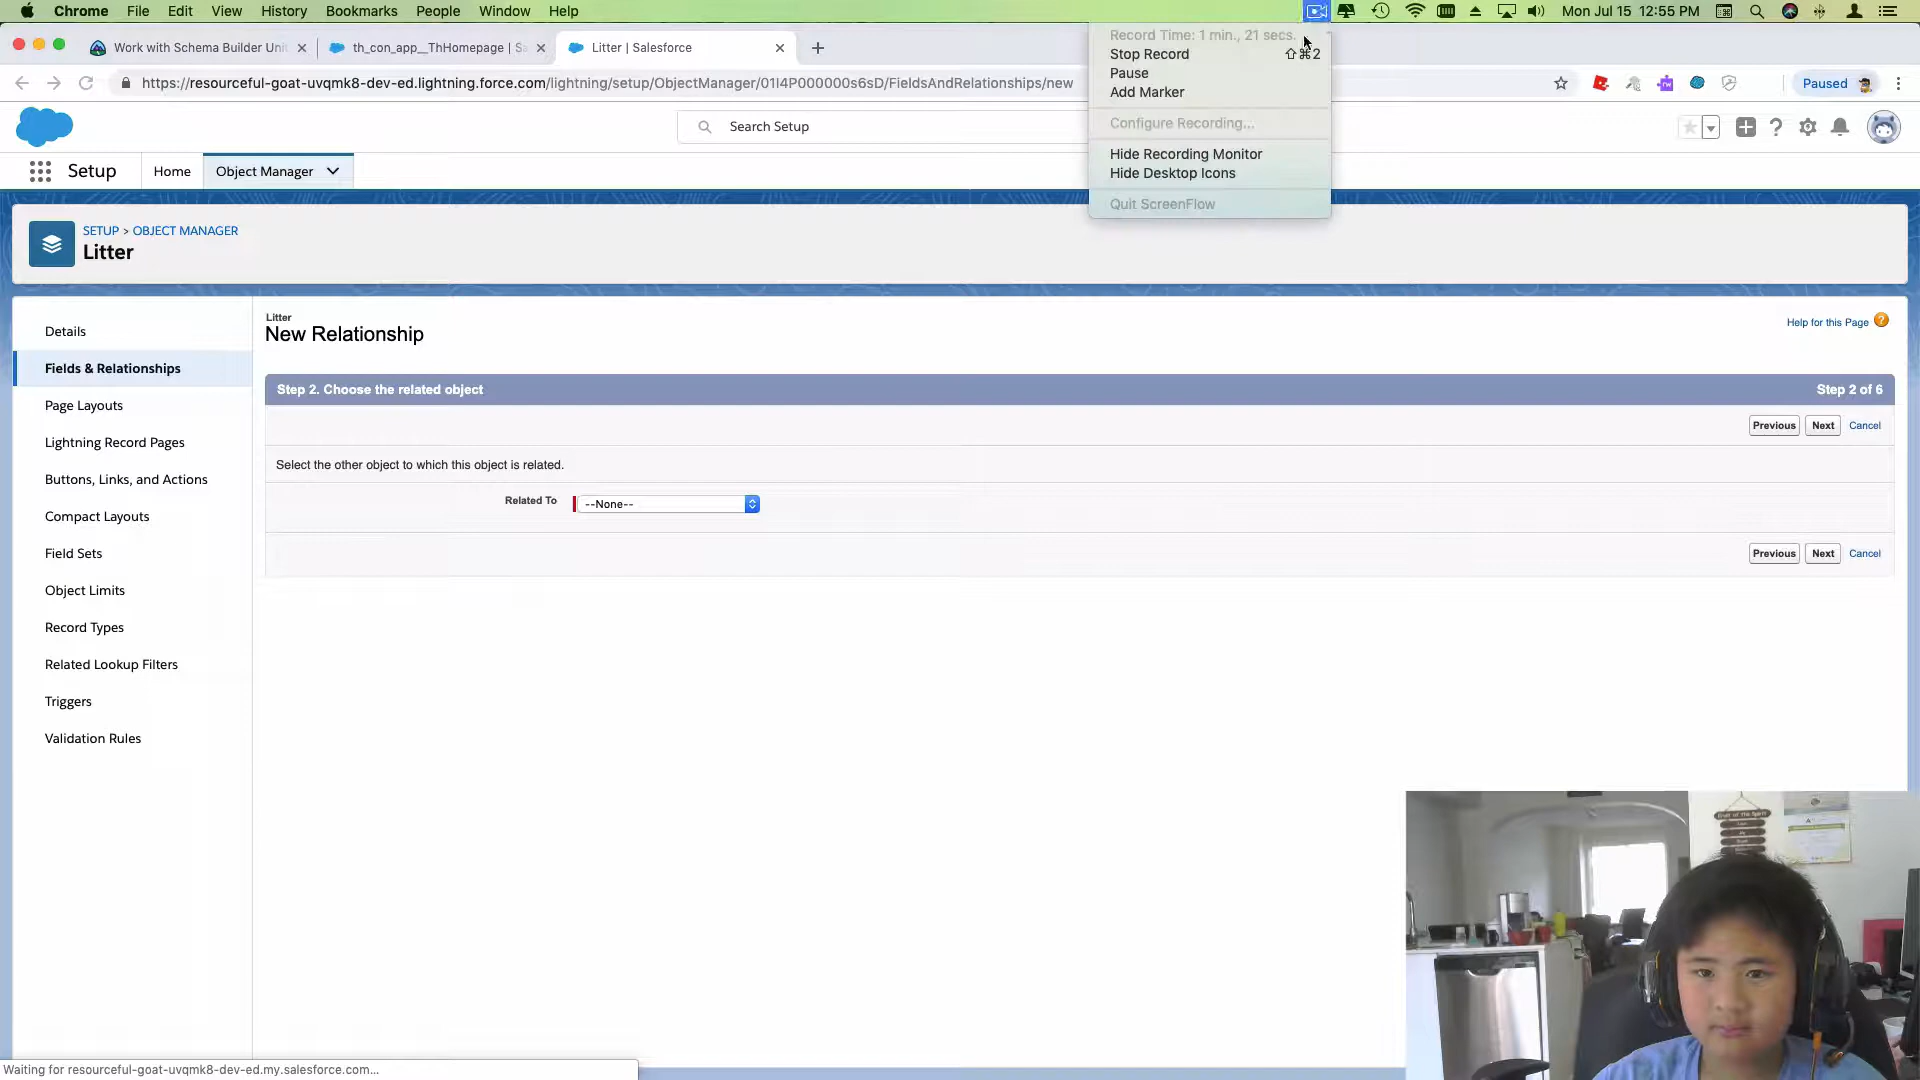 Chrome File Edit View History Bookmarks People Window Help Mon Jul 15 12:55 PM
Work with Schema Builder Uni
th_con_app__ThHomepage | Sa
Litter | Salesforce
https://resourceful-goat-uvqmk8-dev-ed.lightning.force.com/lightning/setup/ObjectManager/01I4P000000s6sD/FieldsAndRelationships/new
Paused
Record Time: 1 min., 21 secs.
Stop Record ⇧⌘2
Pause
Add Marker
Configure Recording...
Hide Recording Monitor
Hide Desktop Icons
Quit ScreenFlow
Search Setup
Setup Home Object Manager
SETUP > OBJECT MANAGER
Litter
Details
Fields & Relationships
Page Layouts
Lightning Record Pages
Buttons, Links, and Actions
Compact Layouts
Field Sets
Object Limits
Record Types
Related Lookup Filters
Triggers
Validation Rules
Litter
New Relationship
Help for this Page
Step 2. Choose the related object Step 2 of 6
Previous Next Cancel
Select the other object to which this object is related.
Related To --None--
Previous Next Cancel
Waiting for resourceful-goat-uvqmk8-dev-ed.my.salesforce.com...